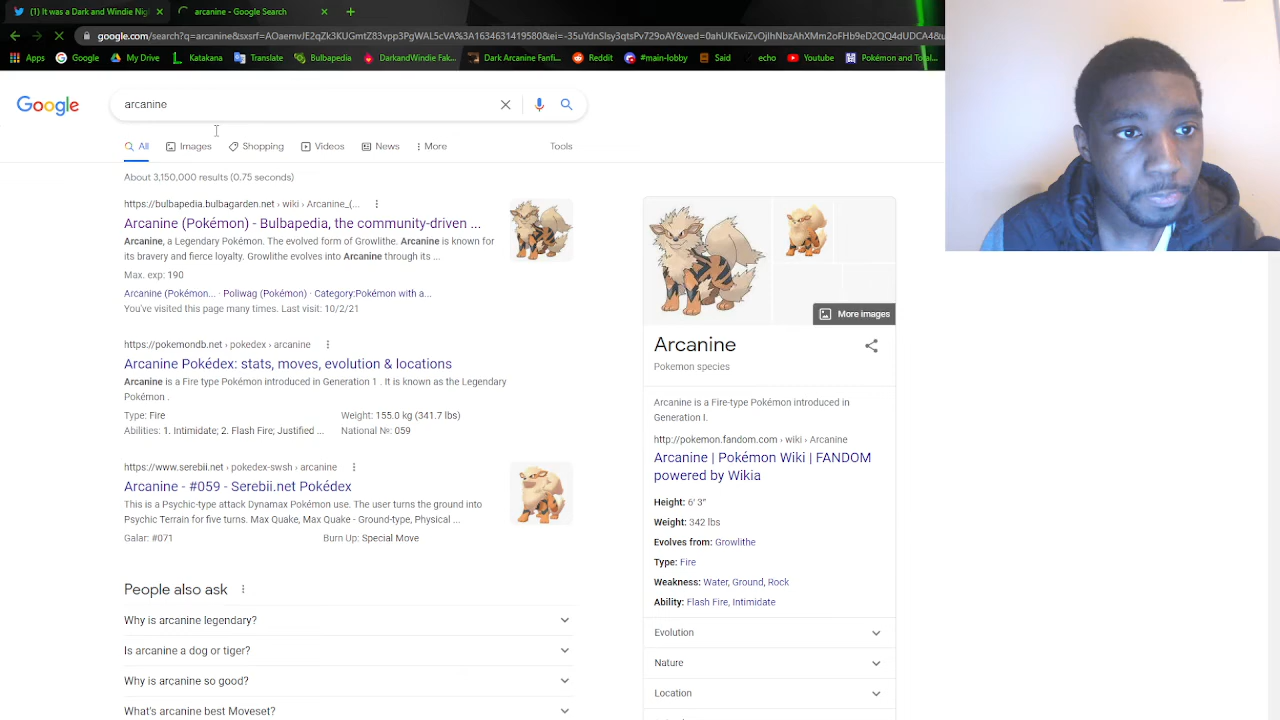 (1) It was a Dark and Windie Nig
arcanine - Google Search
google.com/search?q=arcanine&sxsrf=
Apps
Google
My Drive
Katakana
Translate
Bulbapedia
DarkandWindie Fak...
Dark Arcanine Fanfi...
Reddit
#main-lobby
Said
echo
Youtube
Pokémon and Total...
Google
arcanine
All
Images
Shopping
Videos
News
More
Tools
About 3,150,000 results (0.75 seconds)
https://bulbapedia.bulbagarden.net › wiki › Arcanine_(...
Arcanine (Pokémon) - Bulbapedia, the community-driven ...
Arcanine, a Legendary Pokémon. The evolved form of Growlithe. Arcanine is known for
its bravery and fierce loyalty. Growlithe evolves into Arcanine through its ...
Max. exp: 190
Arcanine (Pokémon... · Poliwag (Pokémon) · Category:Pokémon with a...
You've visited this page many times. Last visit: 10/2/21
https://pokemondb.net › pokedex › arcanine
Arcanine Pokédex: stats, moves, evolution & locations
Arcanine is a Fire type Pokémon introduced in Generation 1 . It is known as the Legendary
Pokémon .
Type: Fire
Weight: 155.0 kg (341.7 lbs)
Abilities: 1. Intimidate; 2. Flash Fire; Justified ...
National №: 059
https://www.serebii.net › pokedex-swsh › arcanine
Arcanine - #059 - Serebii.net Pokédex
This is a Psychic-type attack Dynamax Pokémon use. The user turns the ground into
Psychic Terrain for five turns. Max Quake, Max Quake - Ground-type, Physical ...
Galar: #071
Burn Up: Special Move
People also ask
Why is arcanine legendary?
Is arcanine a dog or tiger?
Why is arcanine so good?
What's arcanine best Moveset?
More images
Arcanine
Pokemon species
Arcanine is a Fire-type Pokémon introduced in
Generation I.
http://pokemon.fandom.com › wiki › Arcanine
Arcanine | Pokémon Wiki | FANDOM
powered by Wikia
Height: 6′ 3″
Weight: 342 lbs
Evolves from: Growlithe
Type: Fire
Weakness: Water, Ground, Rock
Ability: Flash Fire, Intimidate
Evolution
Nature
Location